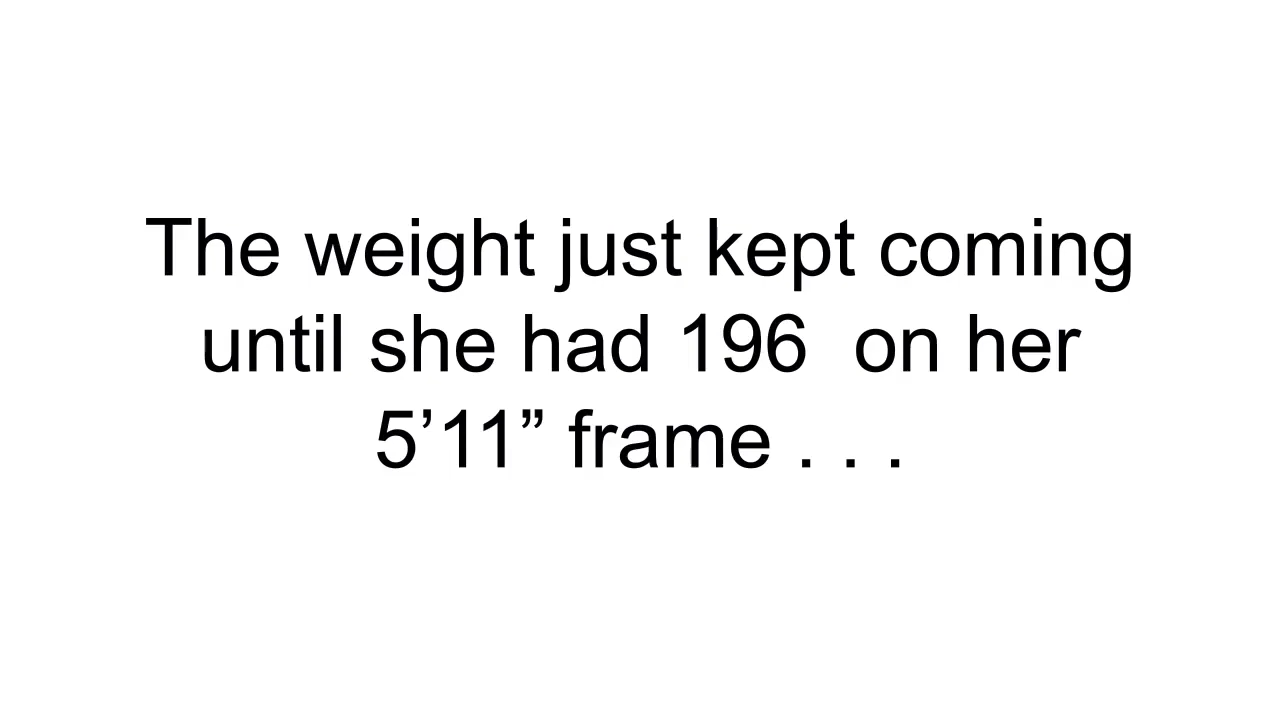 The weight just kept coming
until she had 196  on her
5’11” frame . . .